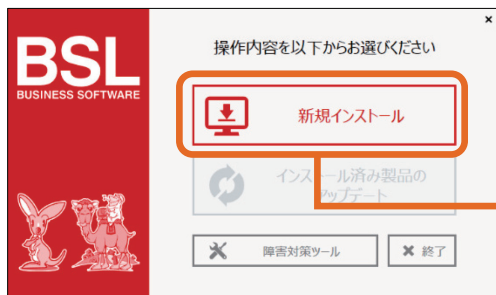 BSL
BUSINESS SOFTWARE
操作内容を以下からお選びください
新規インストール
インストール済み製品の
アップデート
障害対策ツール
終了